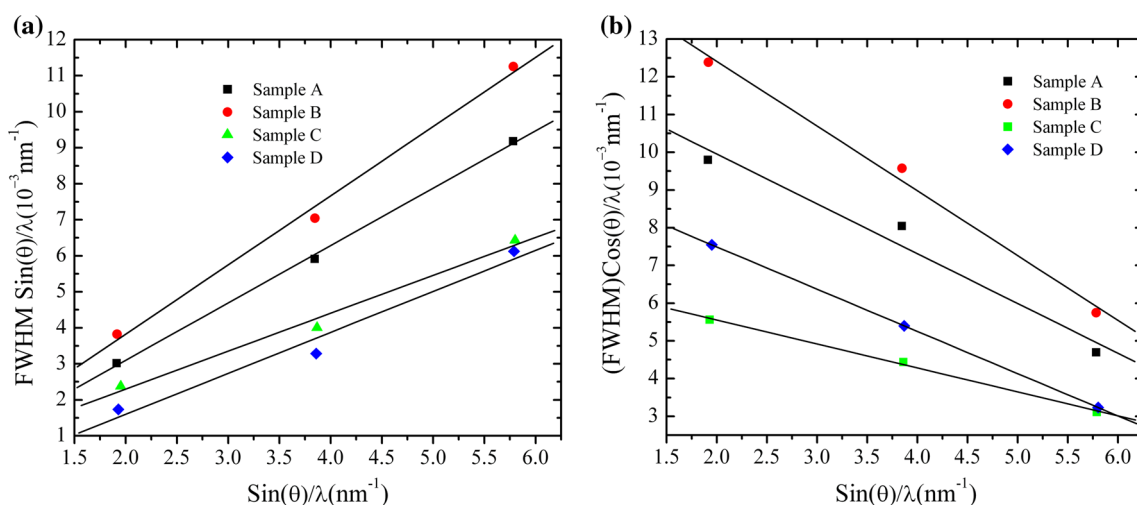 (a)
12
11
10
9
8
7
6
5
4
3
2
1
FWHM Sin(θ)/λ(10⁻³ nm⁻¹)
Sample A
Sample B
Sample C
Sample D
1.5 2.0 2.5 3.0 3.5 4.0 4.5 5.0 5.5 6.0
Sin(θ)/λ(nm⁻¹)
(b)
13
12
11
10
9
8
7
6
5
4
3
(FWHM)Cos(θ)/λ(10⁻³ nm⁻¹)
Sample A
Sample B
Sample C
Sample D
1.5 2.0 2.5 3.0 3.5 4.0 4.5 5.0 5.5 6.0
Sin(θ)/λ(nm⁻¹)